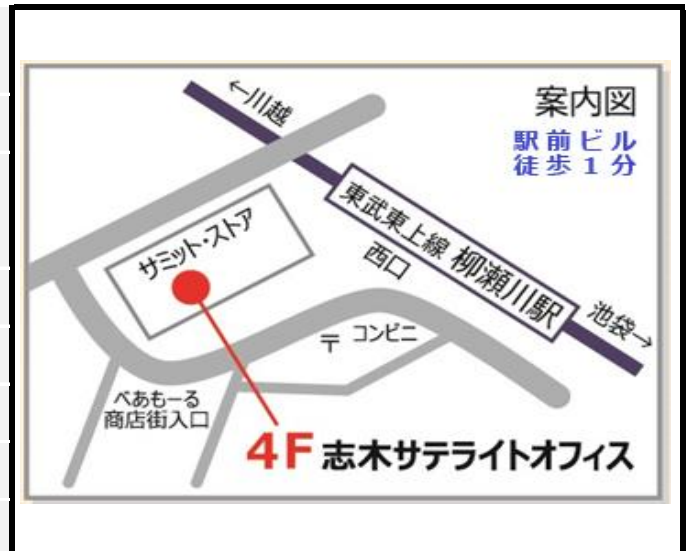 案内図
駅前ビル
徒歩1分
←川越
東武東上線 柳瀬川駅
西口
池袋→
サミット・ストア
〒 コンビニ
べあもーる
商店街入口
4F 志木サテライトオフィス